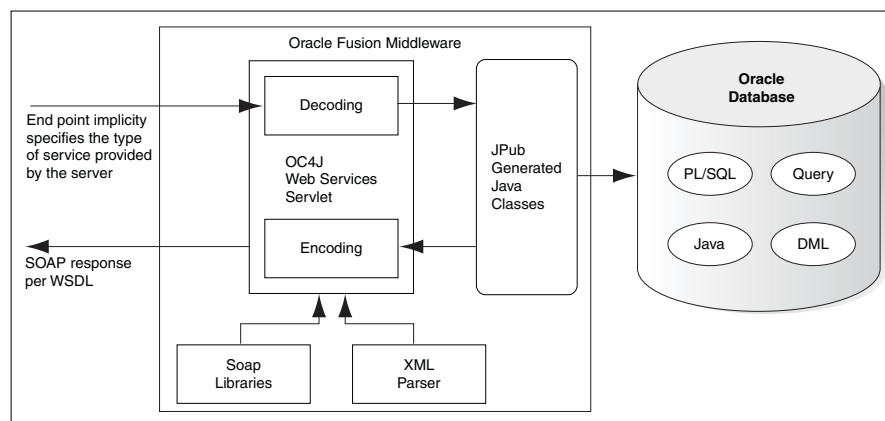 Oracle Fusion Middleware
End point implicity
specifies the type
of service provided
by the server
Decoding
OC4J
Web Services
Servlet
Encoding
SOAP response
per WSDL
Soap
Libraries
XML
Parser
JPub
Generated
Java
Classes
Oracle
Database
PL/SQL
Query
Java
DML